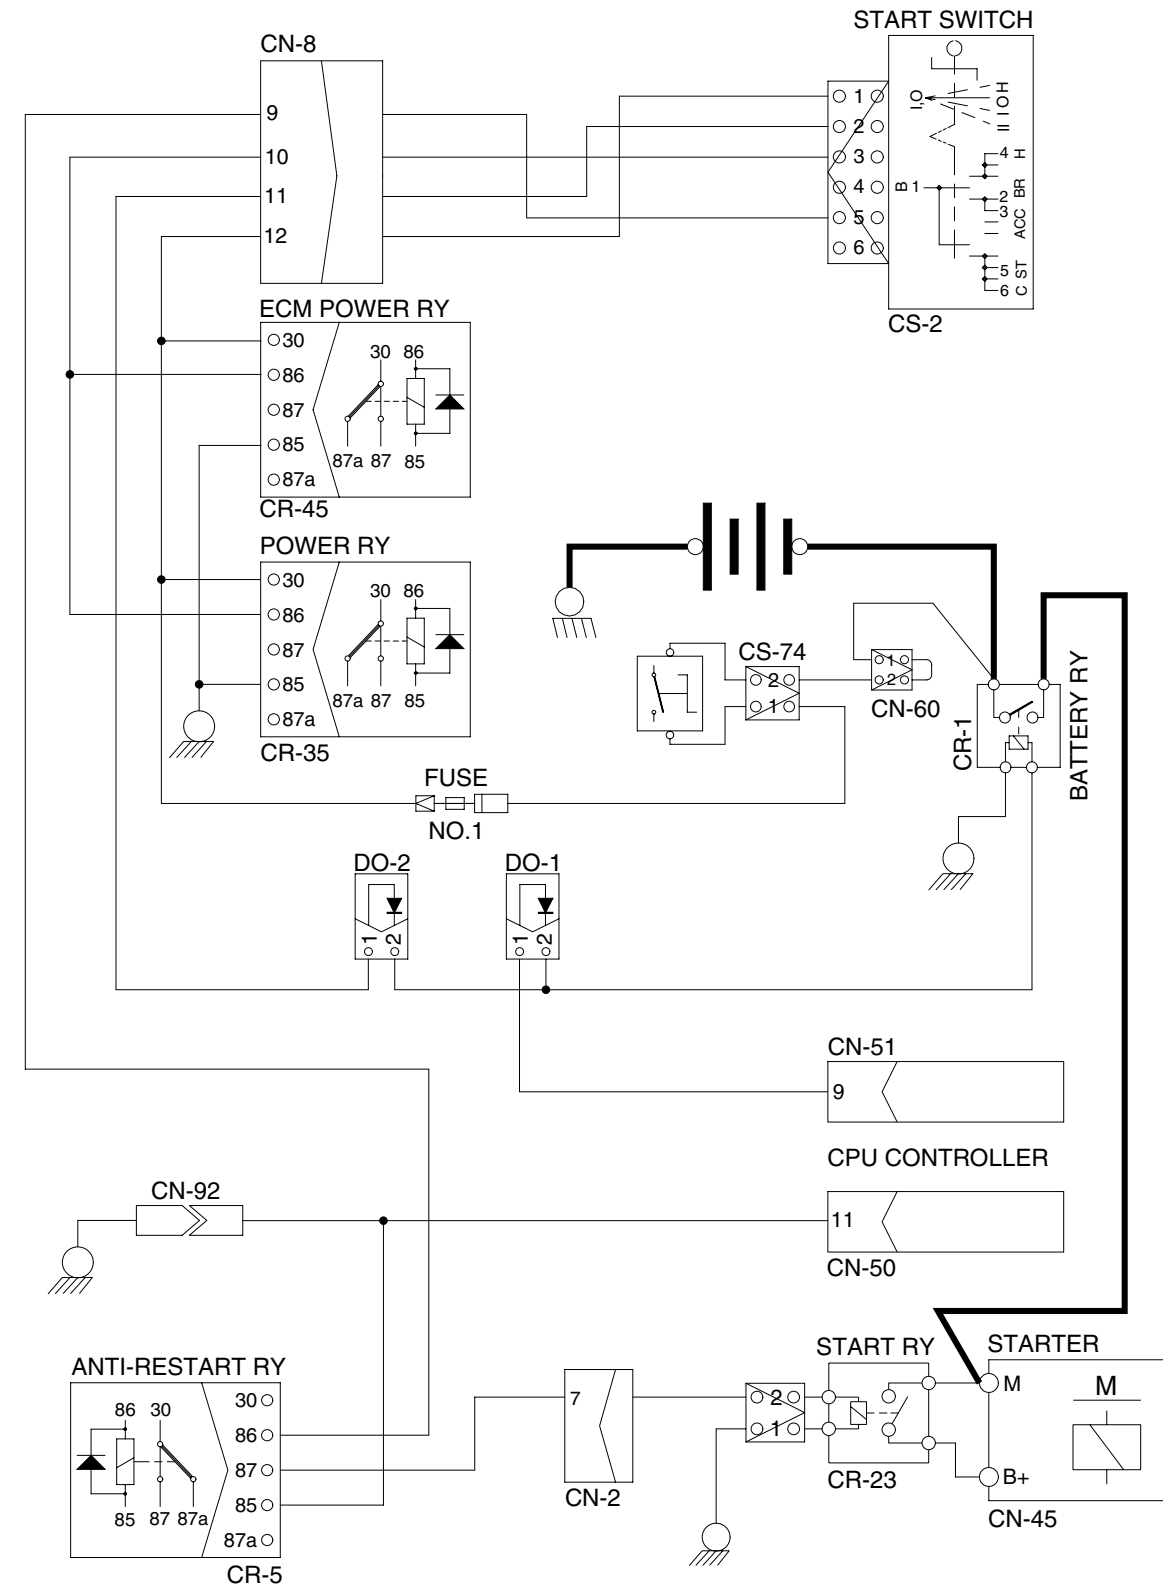 START SWITCH
CN-8
9
10
11
12
1
2
3
4
5
6
I,O
H
O
I
II
B 1
4 H
2 BR
3 ACC
5 ST
6 C
CS-2
ECM POWER RY
30
86
87
85
87a
30 86
87a 87 85
CR-45
POWER RY
30
86
87
85
87a
30 86
87a 87 85
CR-35
CS-74
2
1
1
2
CN-60
CR-1
BATTERY RY
FUSE
NO.1
DO-2
1 2
DO-1
1 2
CN-51
9
CPU CONTROLLER
11
CN-50
CN-92
ANTI-RESTART RY
86 30
85 87 87a
30
86
87
85
87a
CR-5
7
CN-2
2
1
START RY
CR-23
STARTER
M
M
B+
CN-45